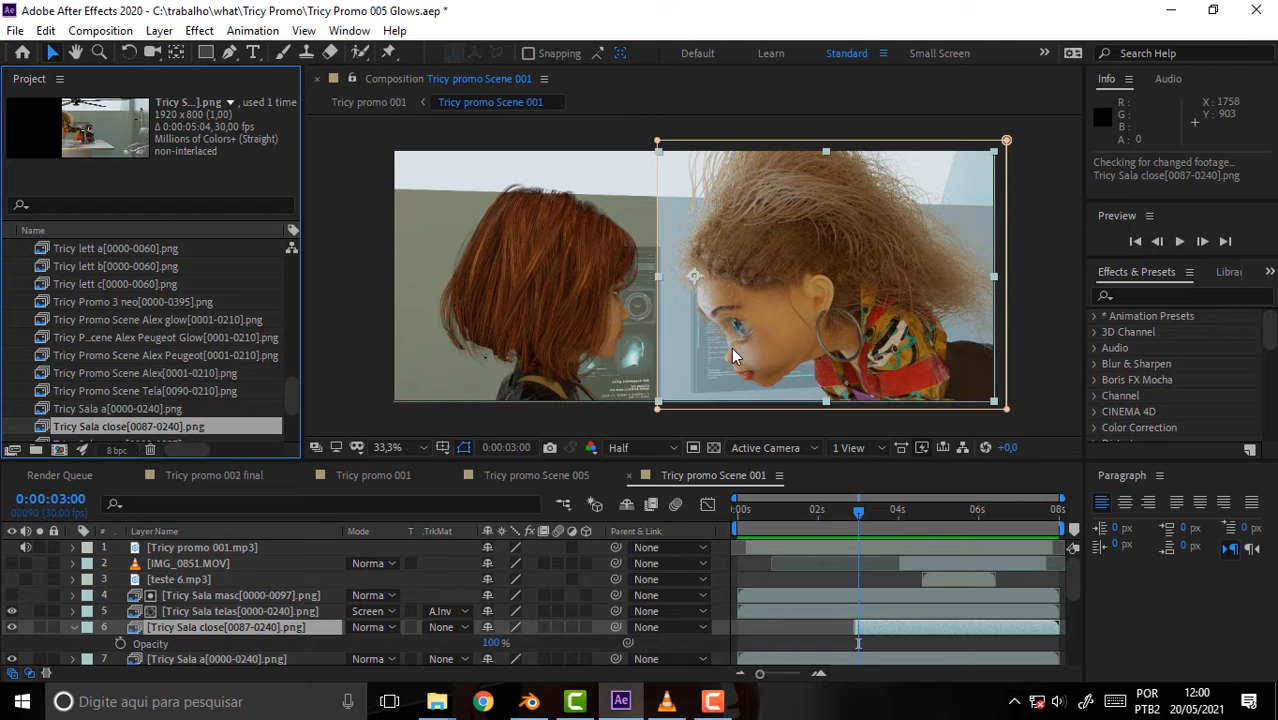 Adobe After Effects 2020 - C:\trabalho\what\Tricy Promo\Tricy Promo 005 Glows.aep *
File Edit Composition Layer Effect Animation View Window Help
Snapping Default Learn Standard Small Screen Search Help
Project
Tricy S...].png ▼, used 1 time
1920 x 800 (1,00)
Δ 0:00:05:04, 30,00 fps
Millions of Colors+ (Straight)
non-interlaced
Name
Tricy lett a[0000-0060].png
Tricy lett b[0000-0060].png
Tricy lett c[0000-0060].png
Tricy Promo 3 neo[0000-0395].png
Tricy Promo Scene Alex glow[0001-0210].png
Tricy P...cene Alex Peugeot[0001-0210].png
Tricy Promo Scene Alex Peugeot[0001-0210].png
Tricy Promo Scene Alex[0001-0210].png
Tricy Promo Scene Tela[0090-0210].png
Tricy Sala a[0000-0240].png
Tricy Sala close[0087-0240].png
8 bpc
Composition Tricy promo Scene 001
Tricy promo 001 Tricy promo Scene 001
33,3% 0:00:03:00 Half Active Camera 1 View +0,0
Info Audio
R :
G :
B :
A : 0
X : 1758
Y : 903
Checking for changed footage...
Tricy Sala close[0087-0240].png
Preview
Effects & Presets Librai
* Animation Presets
3D Channel
Audio
Blur & Sharpen
Boris FX Mocha
Channel
CINEMA 4D
Color Correction
Paragraph
0 px 0 px
0 px 0 px
0 px
Render Queue Tricy promo 002 final Tricy promo 001 Tricy promo Scene 005 Tricy promo Scene 001
0:00:03:00
00090 (30.00 fps)
:00s 02s 04s 06s 08s
# Layer Name Mode T TrkMat Parent & Link
1 [Tricy promo 001.mp3] None
2 [IMG_0851.MOV] Norma None
3 [teste 6.mp3] None
4 [Tricy Sala masc[0000-0097].png] Norma None
5 [Tricy Sala telas[0000-0240].png] Screen A.Inv None
6 [Tricy Sala close[0087-0240].png] Norma None None
Opacity 100 %
7 [Tricy Sala a[0000-0240].png] Norma None None
Digite aqui para pesquisar
POR
PTB2
12:00
20/05/2021